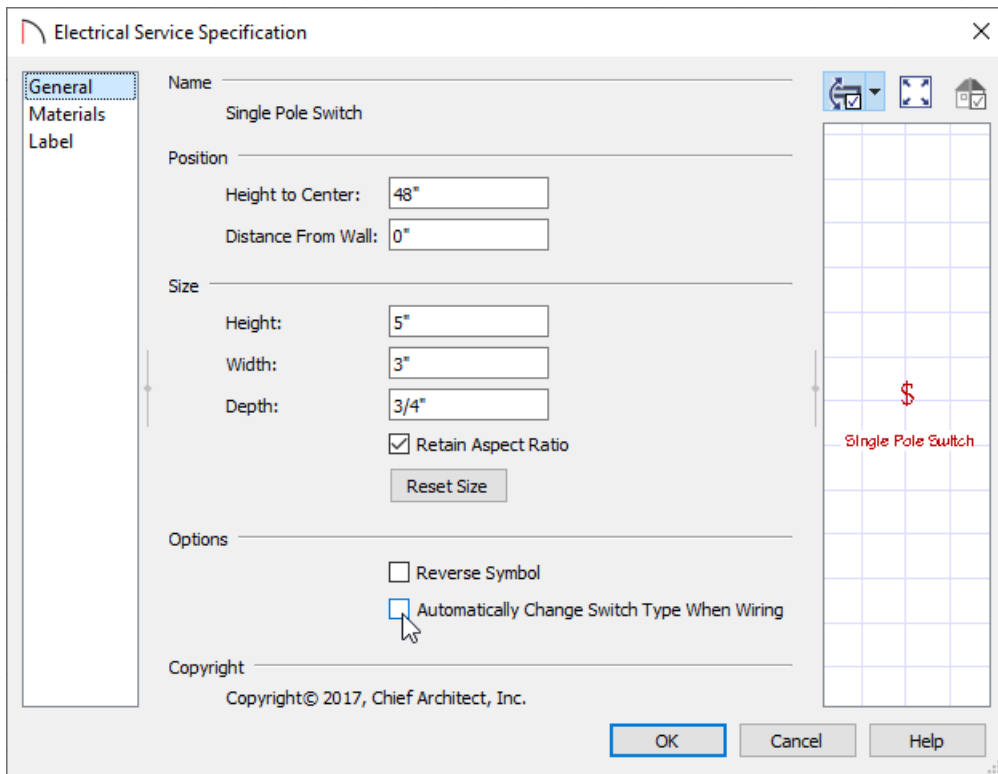 Electrical Service Specification
General
Materials
Label
Name
Single Pole Switch
Position
Height to Center: 48"
Distance From Wall: 0"
Size
Height: 5"
Width: 3"
Depth: 3/4"
Retain Aspect Ratio
Reset Size
Options
Reverse Symbol
Automatically Change Switch Type When Wiring
Copyright
Copyright© 2017, Chief Architect, Inc.
$
Single Pole Switch
OK Cancel Help